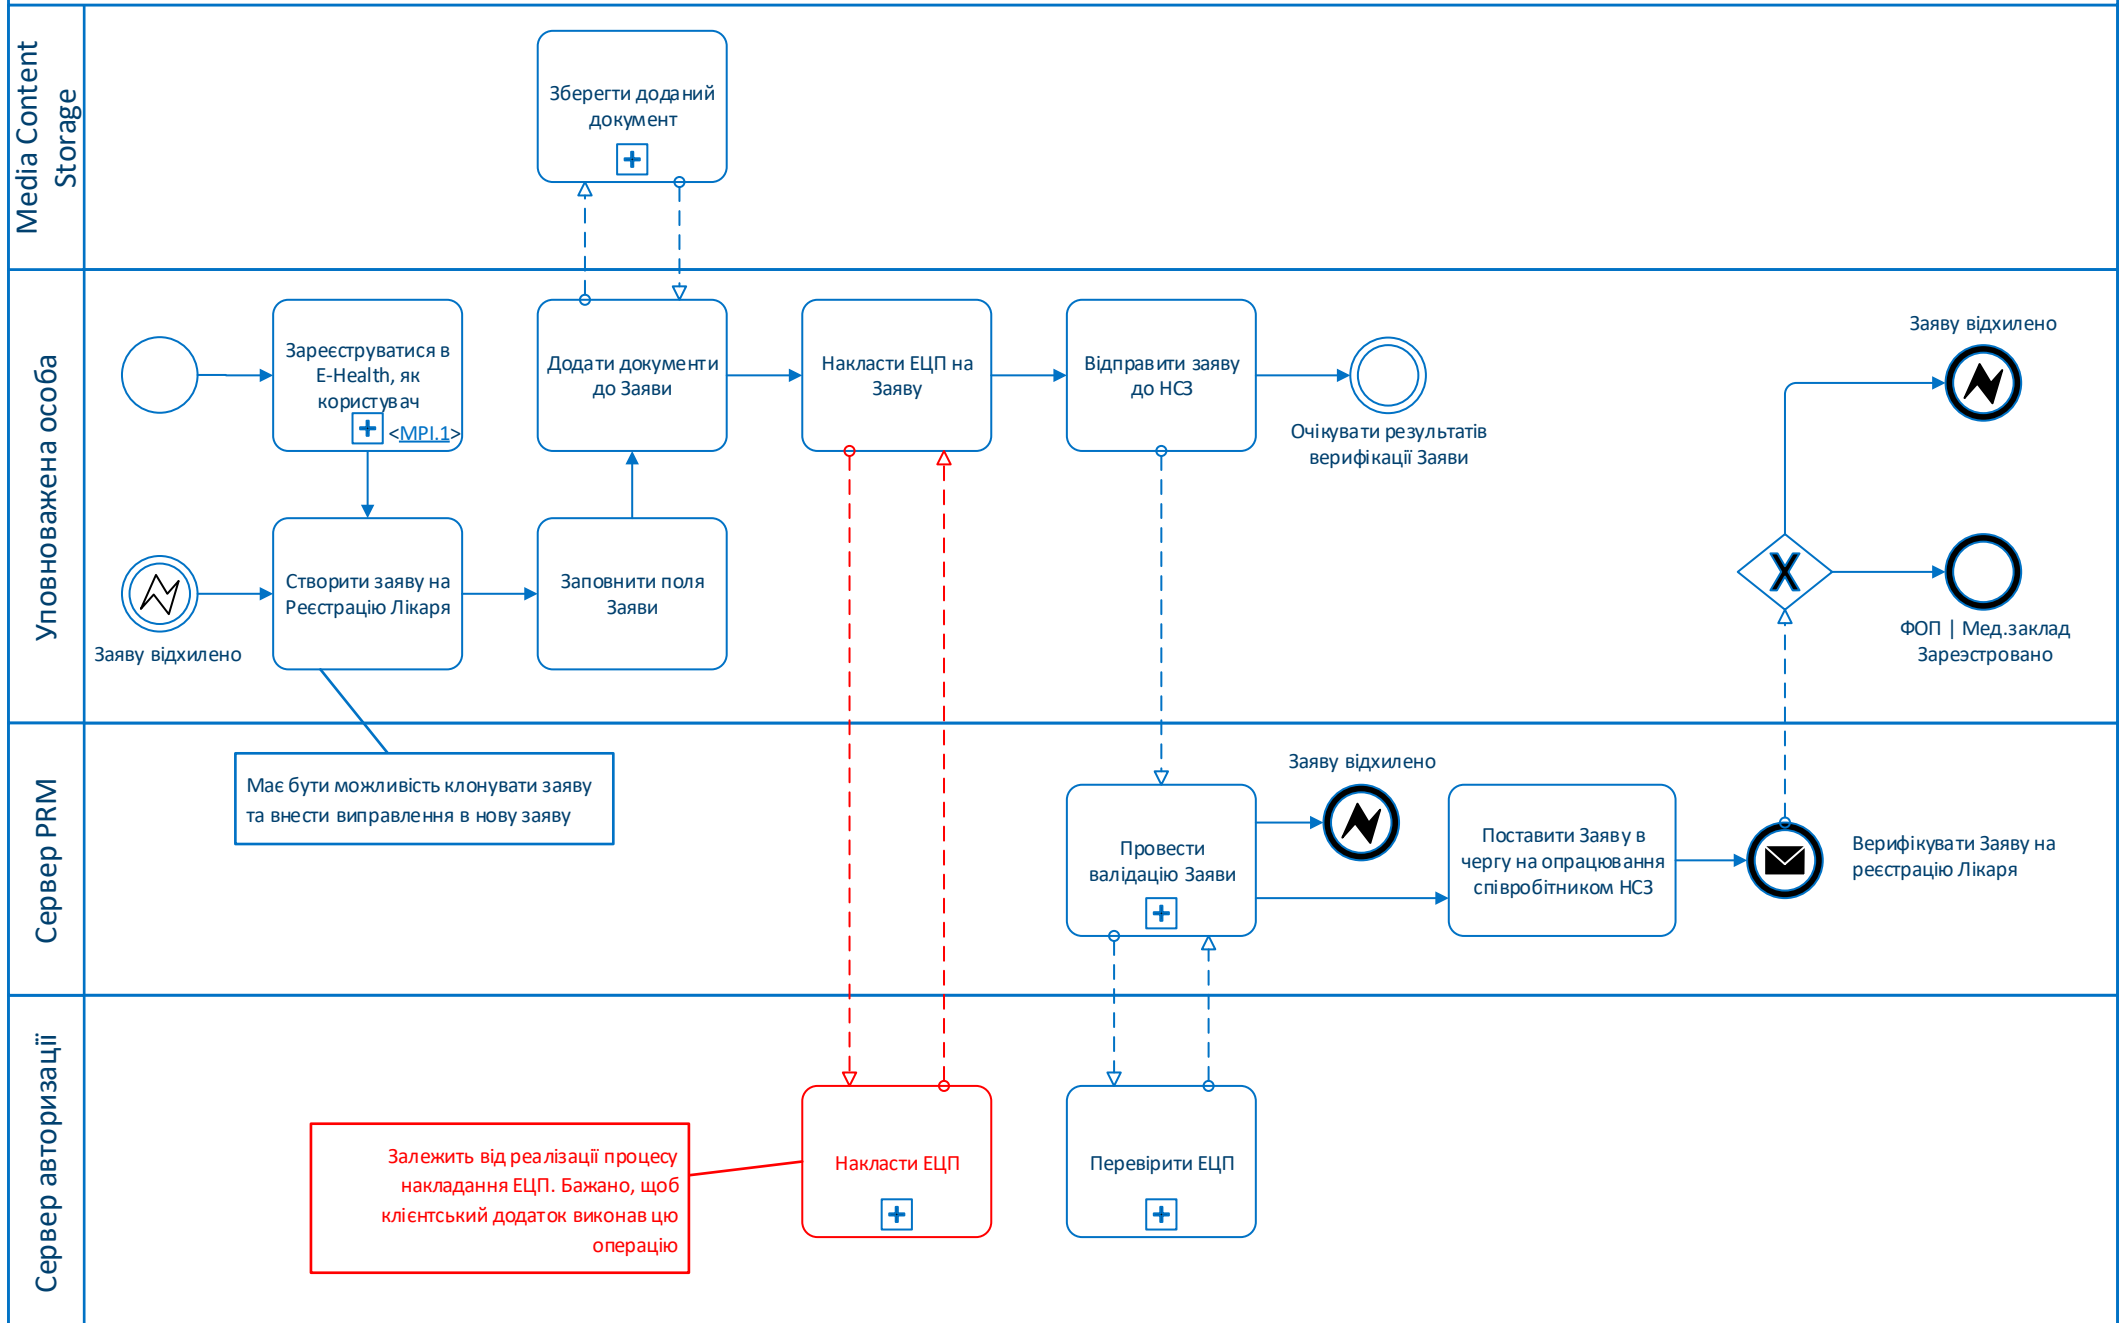 Media Content
Storage
Зберегти доданий
документ
Уповноважена особа
Зареєструватися в
E-Health, як
користувач
<MPI.1>
Додати документи
до Заяви
Накласти ЕЦП на
Заяву
Відправити заяву
до НСЗ
Очікувати результатів
верифікації Заяви
Заяву відхилено
Заяву відхилено
Створити заяву на
Реєстрацію Лікаря
Заповнити поля
Заяви
ФОП | Мед.заклад
Зареэстровано
Сервер PRM
Має бути можливість клонувати заяву
та внести виправлення в нову заяву
Провести
валідацію Заяви
Заяву відхилено
Поставити Заяву в
чергу на опрацювання
співробітником НСЗ
Верифікувати Заяву на
реєстрацію Лікаря
Сервер авторизації
Залежить від реалізації процесу
накладання ЕЦП. Бажано, щоб
клієнтський додаток виконав цю
операцію
Накласти ЕЦП
Перевірити ЕЦП